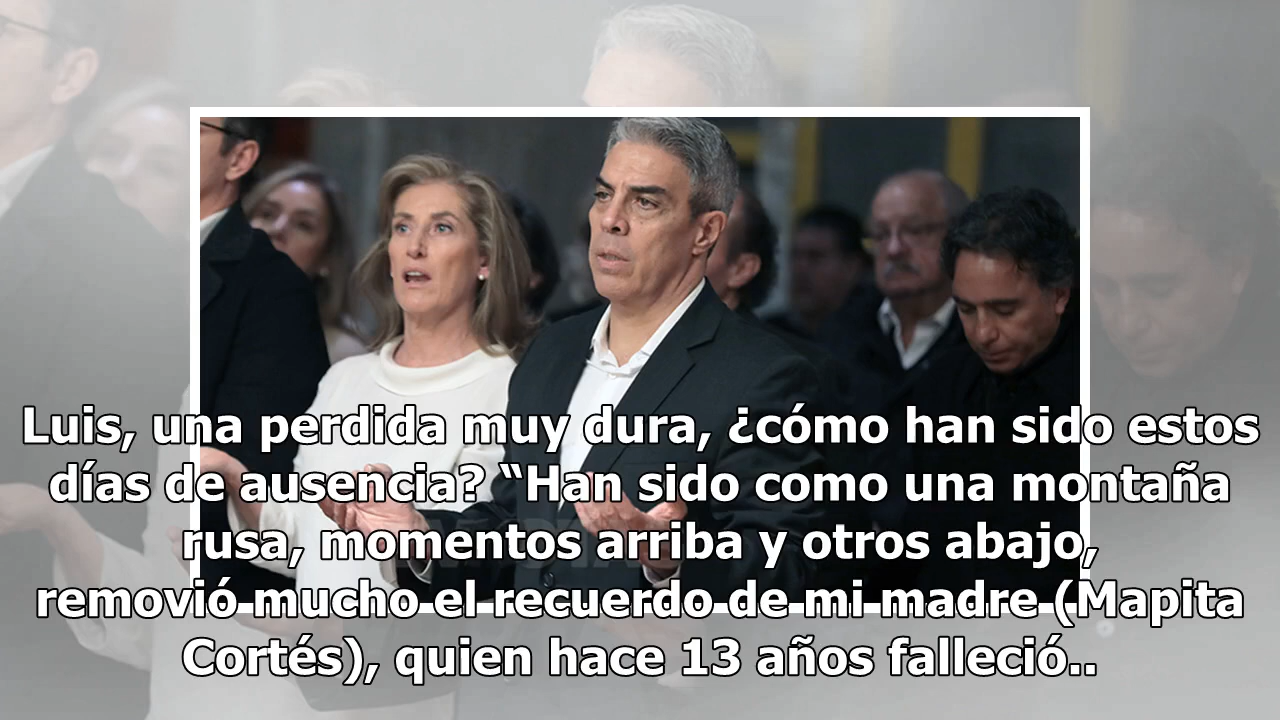 Luis, una perdida muy dura, ¿cómo han sido estos
días de ausencia? “Han sido como una montaña
rusa, momentos arriba y otros abajo,
removió mucho el recuerdo de mi madre (Mapita
Cortés), quien hace 13 años falleció..